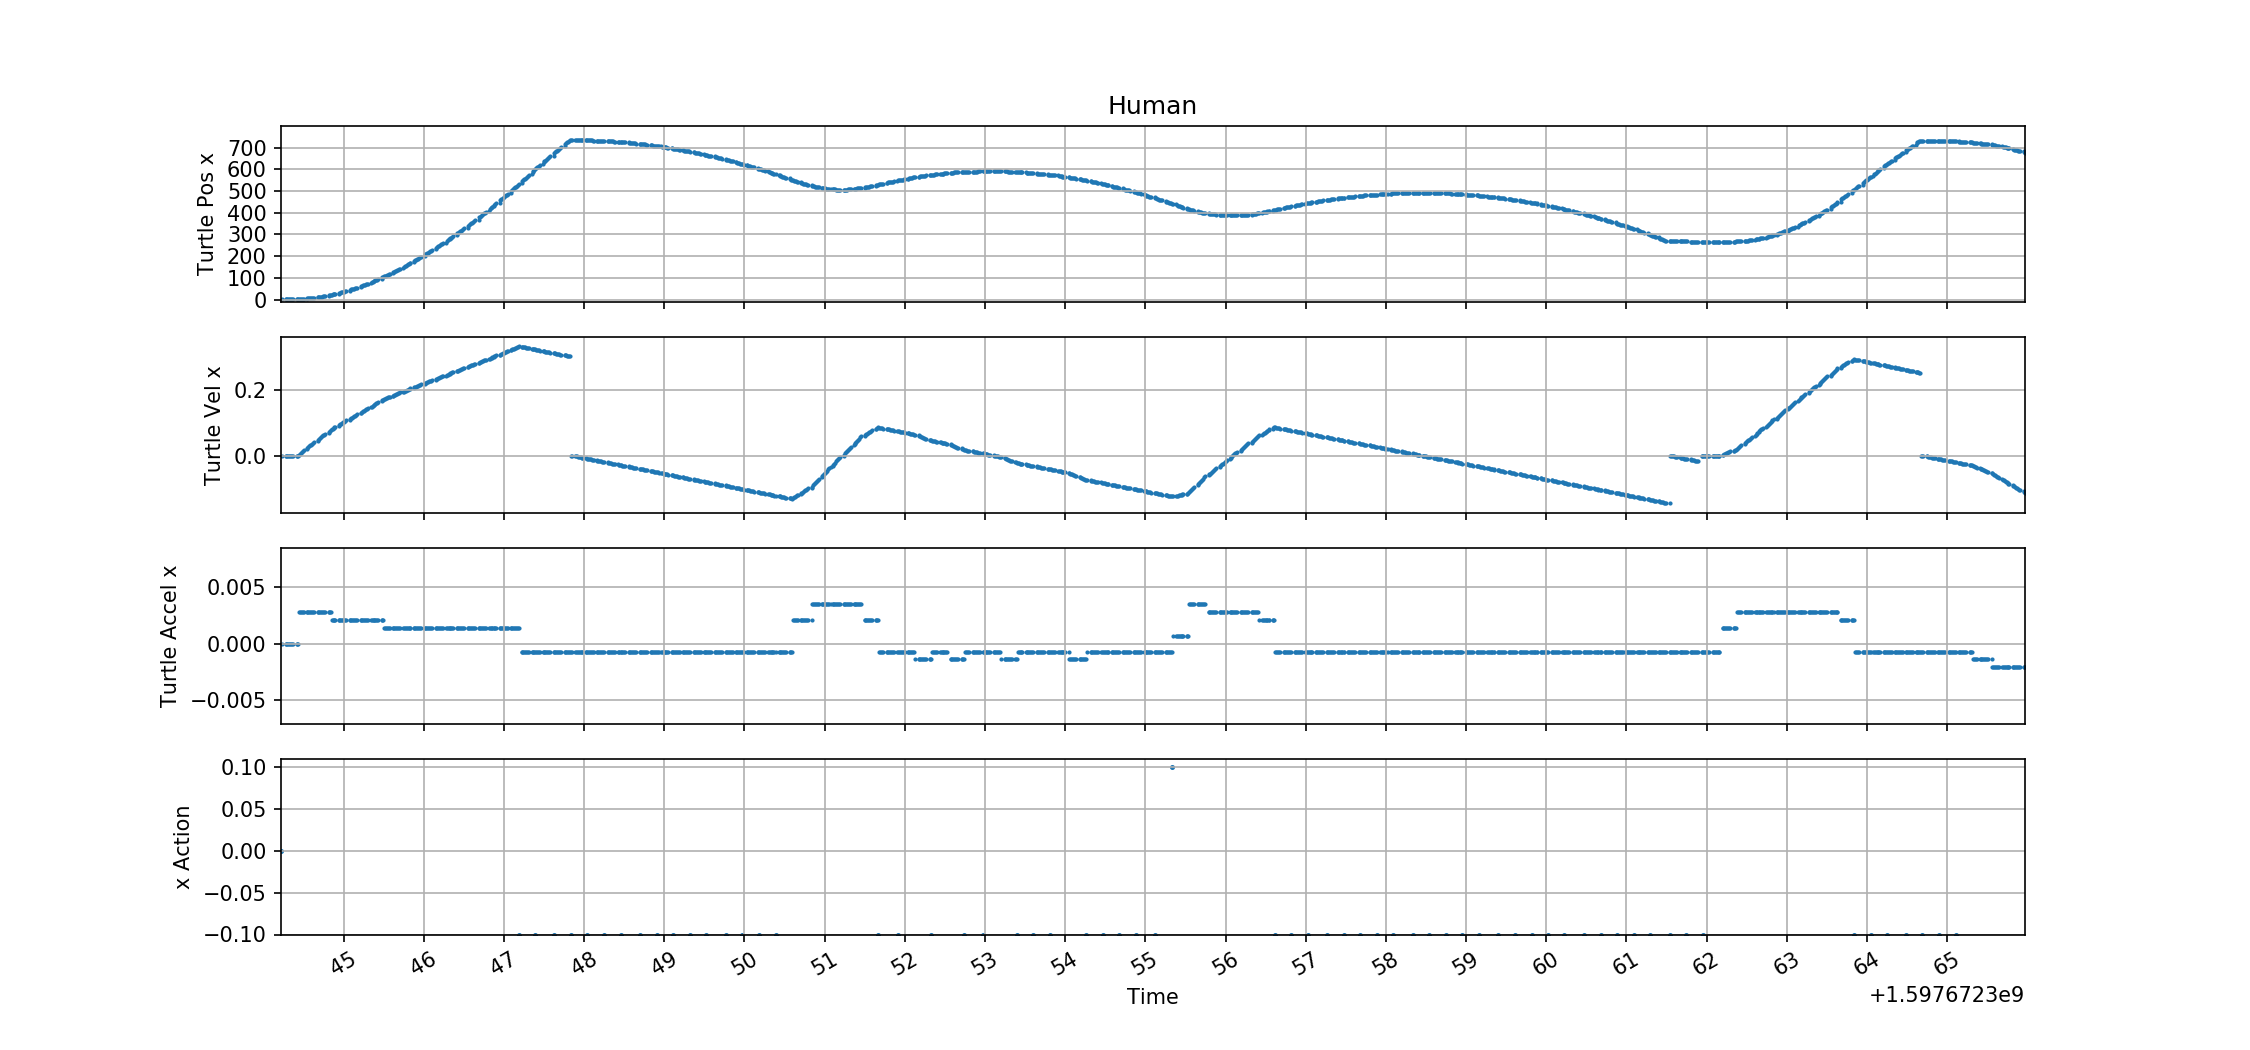 Human
Turtle Pos x
700
600
500
400
300
200
100
0
Turtle Vel x
0.2
0.0
Turtle Accel x
0.005
0.000
−0.005
x Action
0.10
0.05
0.00
−0.05
−0.10
45 46 47 48 49 50 51 52 53 54 55 56 57 58 59 60 61 62 63 64 65
Time
+1.5976723e9